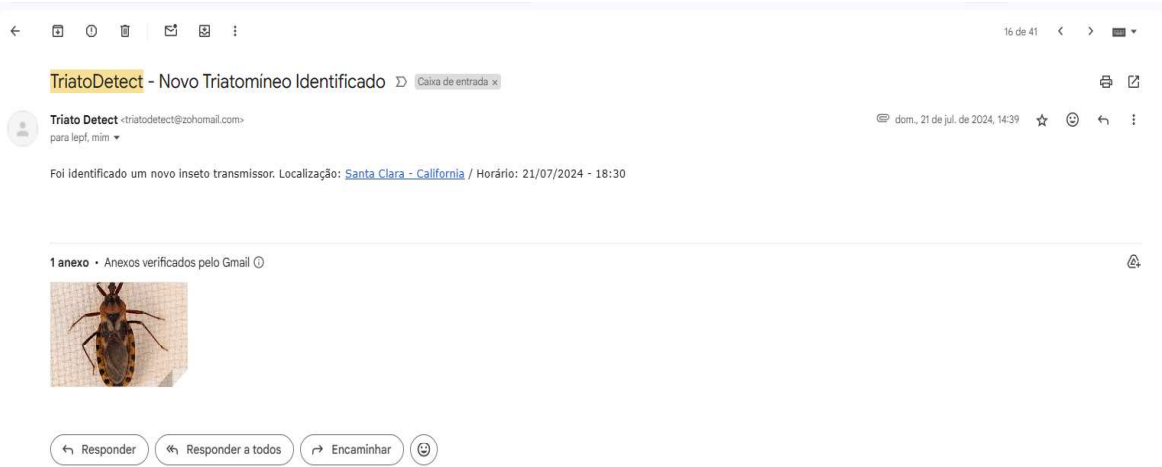 16 de 41
TriatoDetect - Novo Triatomíneo Identificado Caixa de entrada x
Triato Detect <triatodetect@zohomail.com> dom., 21 de jul. de 2024, 14:39
para lepf, mim
Foi identificado um novo inseto transmissor. Localização: Santa Clara - California / Horário: 21/07/2024 - 18:30
1 anexo • Anexos verificados pelo Gmail
Responder Responder a todos Encaminhar